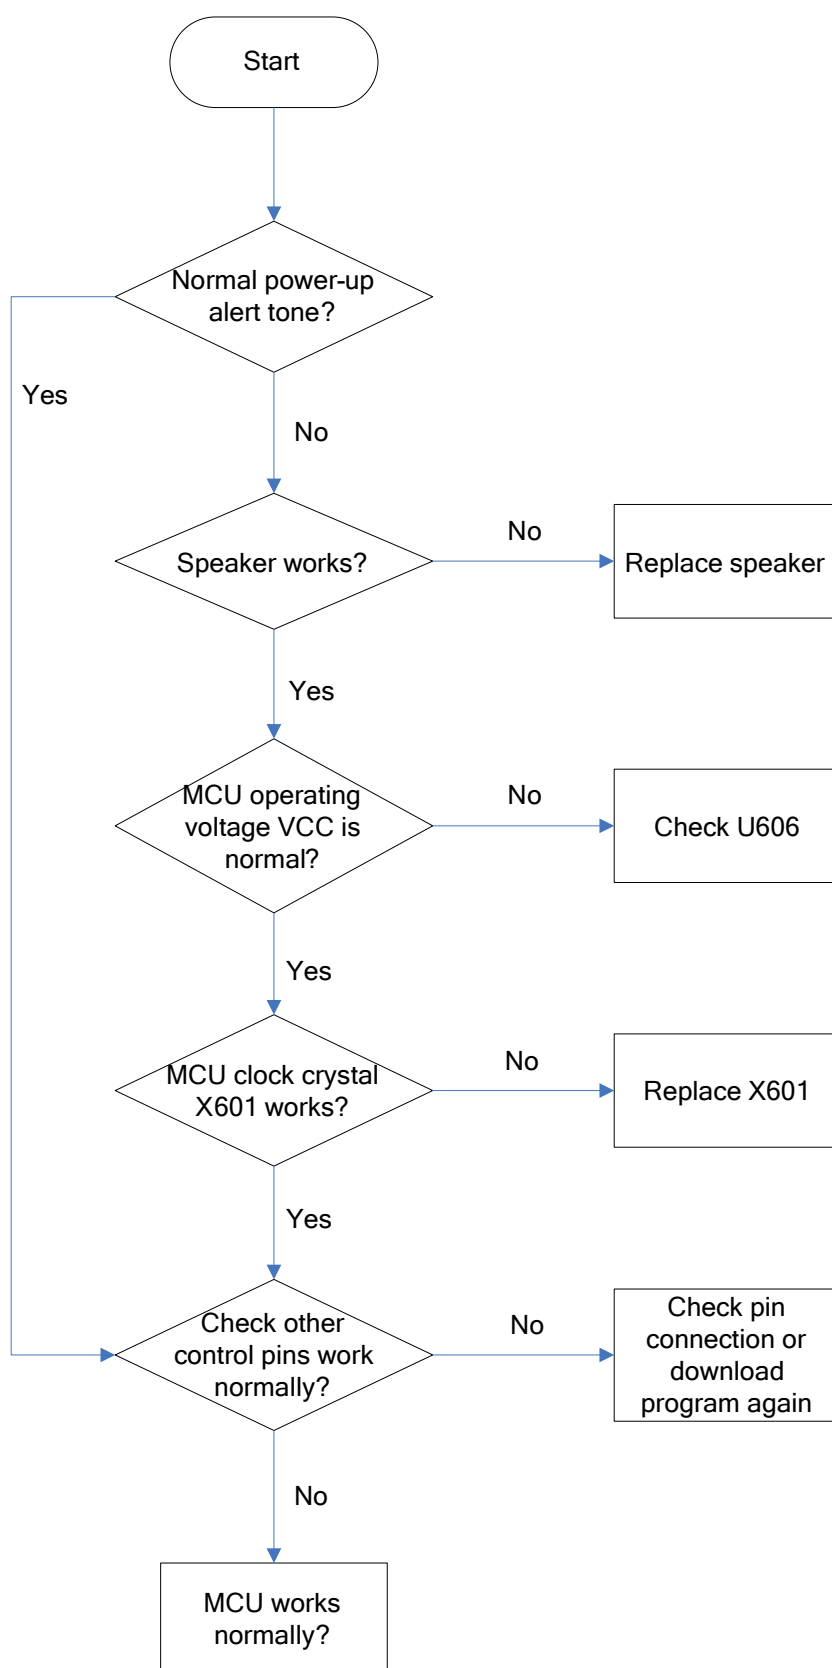 Start
Normal power-up
alert tone?
Yes
No
Speaker works?
No
Replace speaker
Yes
MCU operating
voltage VCC is
normal?
No
Check U606
Yes
MCU clock crystal
X601 works?
No
Replace X601
Yes
Check other
control pins work
normally?
No
Check pin
connection or
download
program again
No
MCU works
normally?